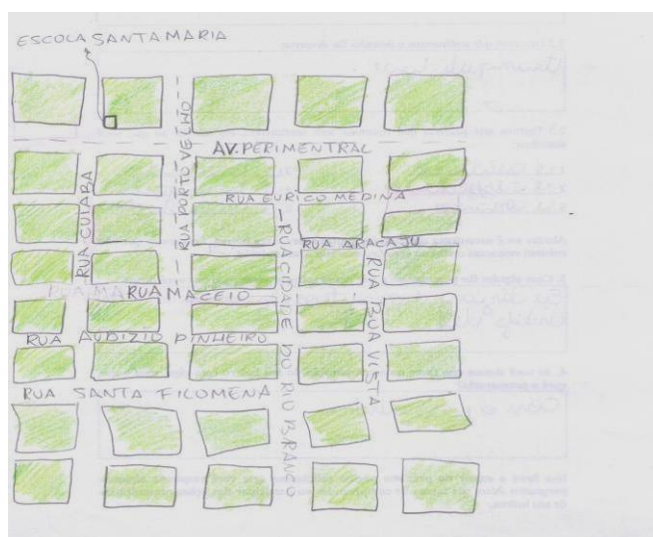 ESCOLA SANTA MARIA
RUA PORTO VELHO
AV. PERIMENTRAL
RUA CUIABA
RUA EURICO MEDINA
RUA ARACAJU
RUA CIDADE DO RIO BRANCO
RUA BOA VISTA
RUA MACEIO
RUA AUDIZIO PINHEIRO
RUA SANTA FILOMENA